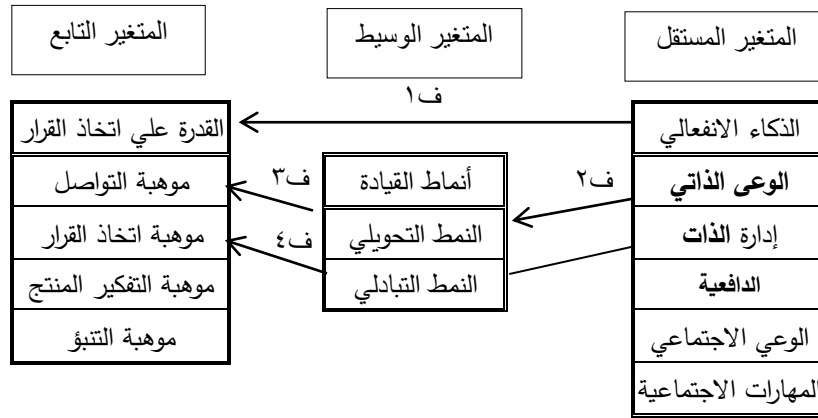 المتغير المستقل
المتغير الوسيط
المتغير التابع
ف١
الذكاء الانفعالي
الوعى الذاتي
إدارة الذات
الدافعية
الوعي الاجتماعي
المهارات الاجتماعية
ف٢
أنماط القيادة
النمط التحويلي
النمط التبادلي
ف٣
ف٤
القدرة علي اتخاذ القرار
موهبة التواصل
موهبة اتخاذ القرار
موهبة التفكير المنتج
موهبة التنبؤ